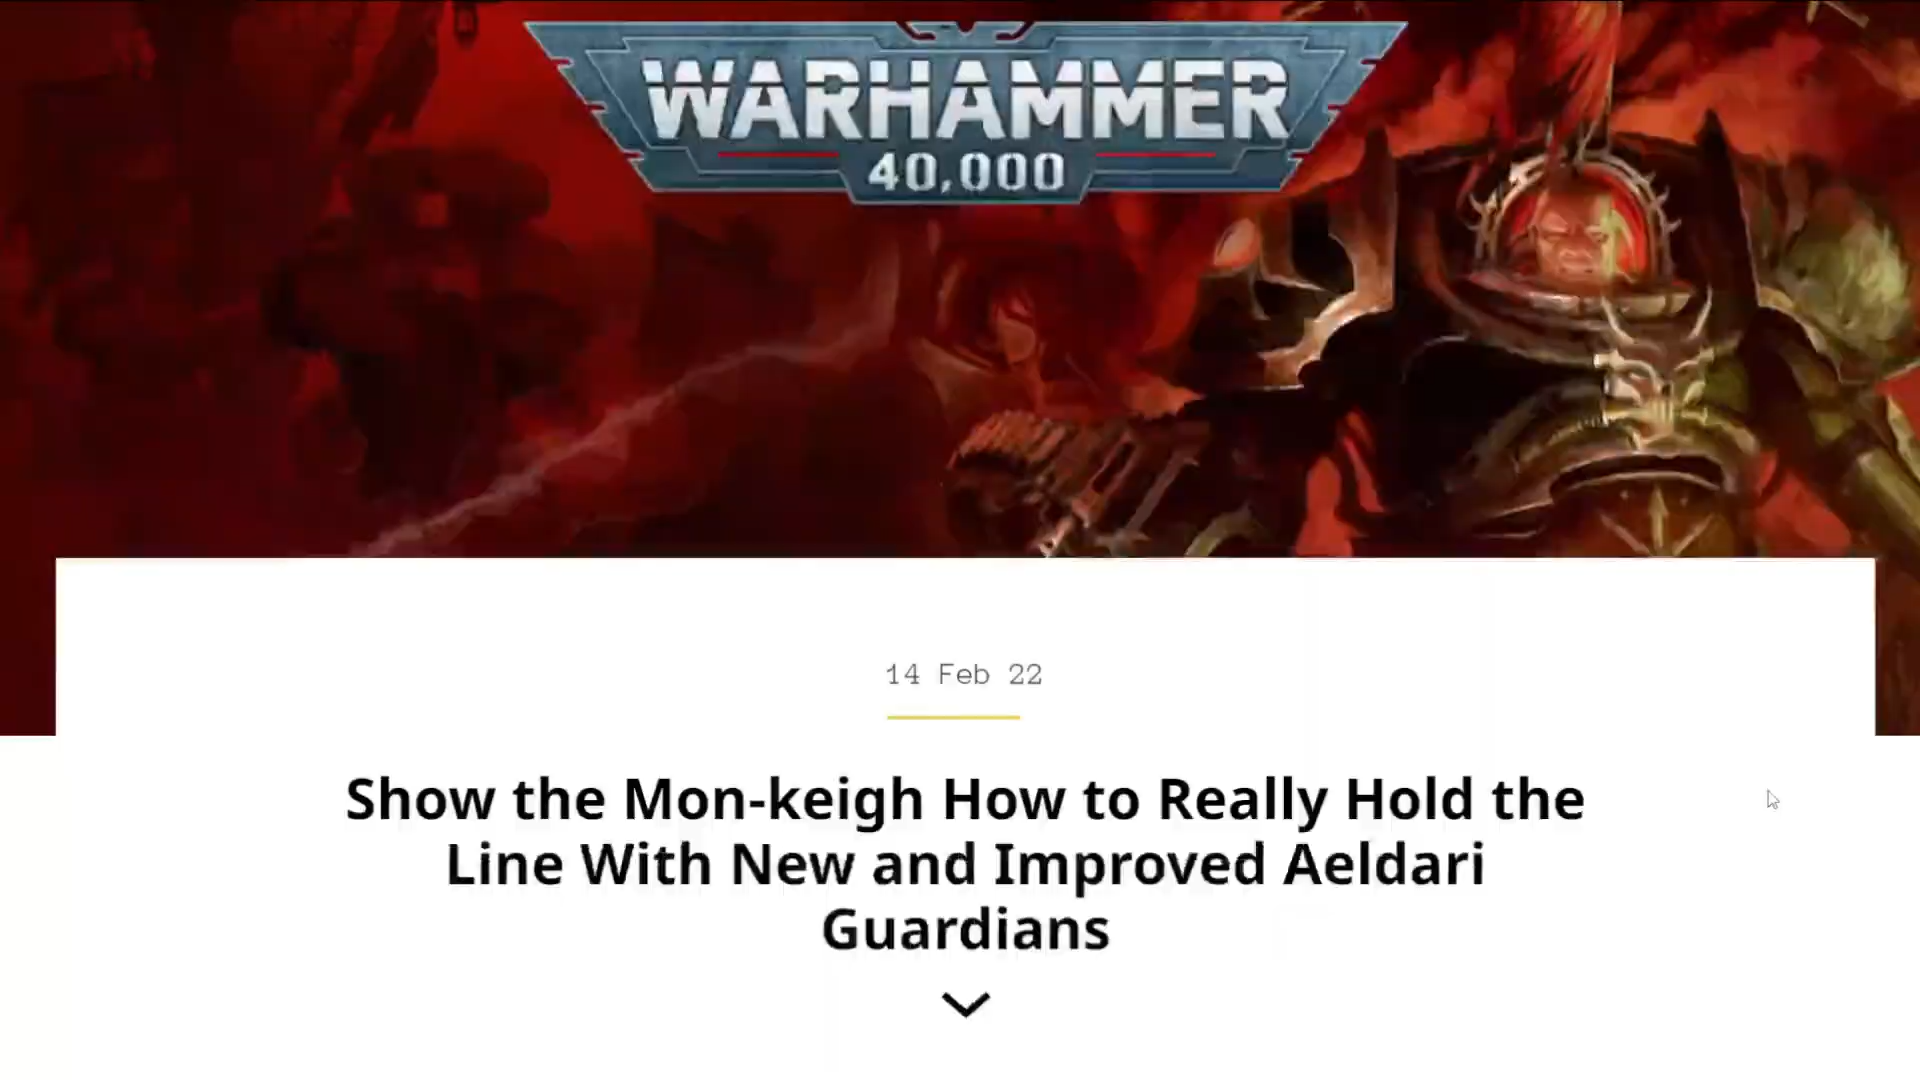 WARHAMMER
40,000
14 Feb 22
Show the Mon-keigh How to Really Hold the
Line With New and Improved Aeldari
Guardians